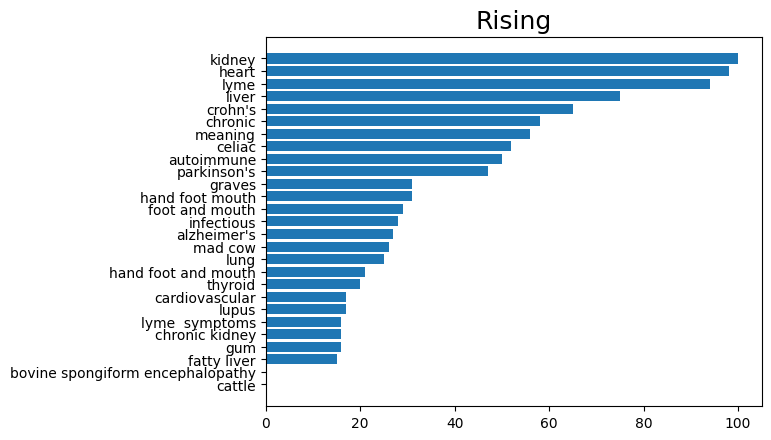 Rising
kidney
heart
lyme
liver
crohn's
chronic
meaning
celiac
autoimmune
parkinson's
graves
hand foot mouth
foot and mouth
infectious
alzheimer's
mad cow
lung
hand foot and mouth
thyroid
cardiovascular
lupus
lyme  symptoms
chronic kidney
gum
fatty liver
bovine spongiform encephalopathy
cattle
0 20 40 60 80 100